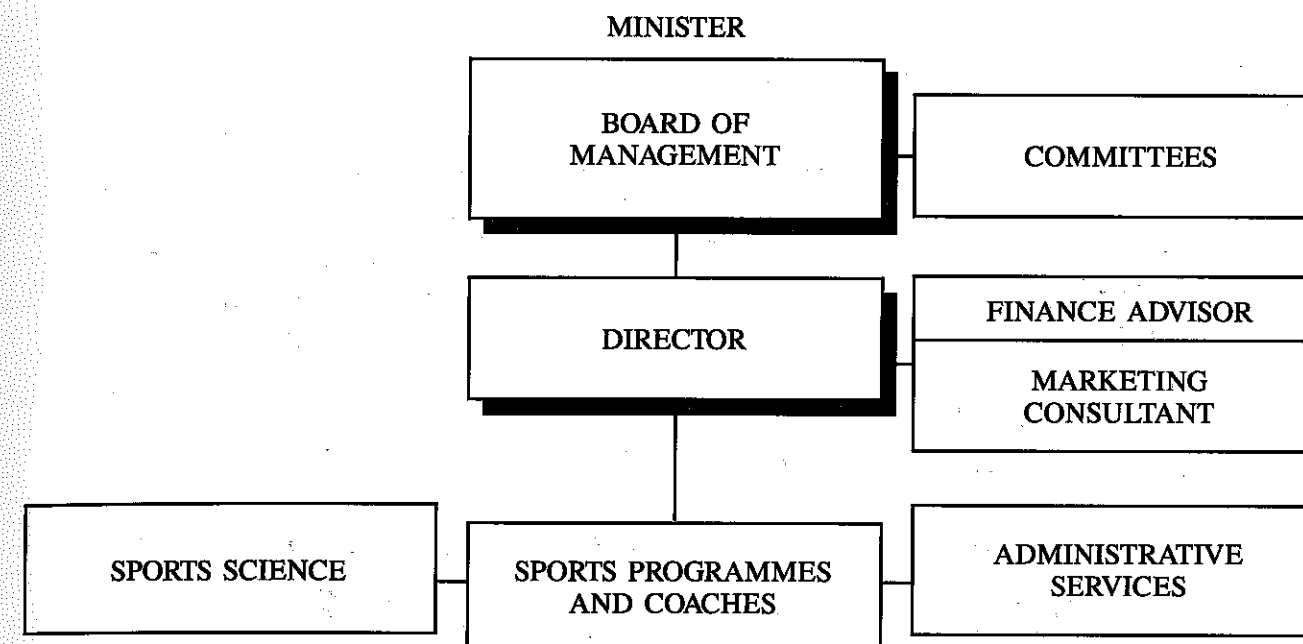 MINISTER
BOARD OF
MANAGEMENT
COMMITTEES
DIRECTOR
FINANCE ADVISOR
MARKETING
CONSULTANT
SPORTS SCIENCE
SPORTS PROGRAMMES
AND COACHES
ADMINISTRATIVE
SERVICES